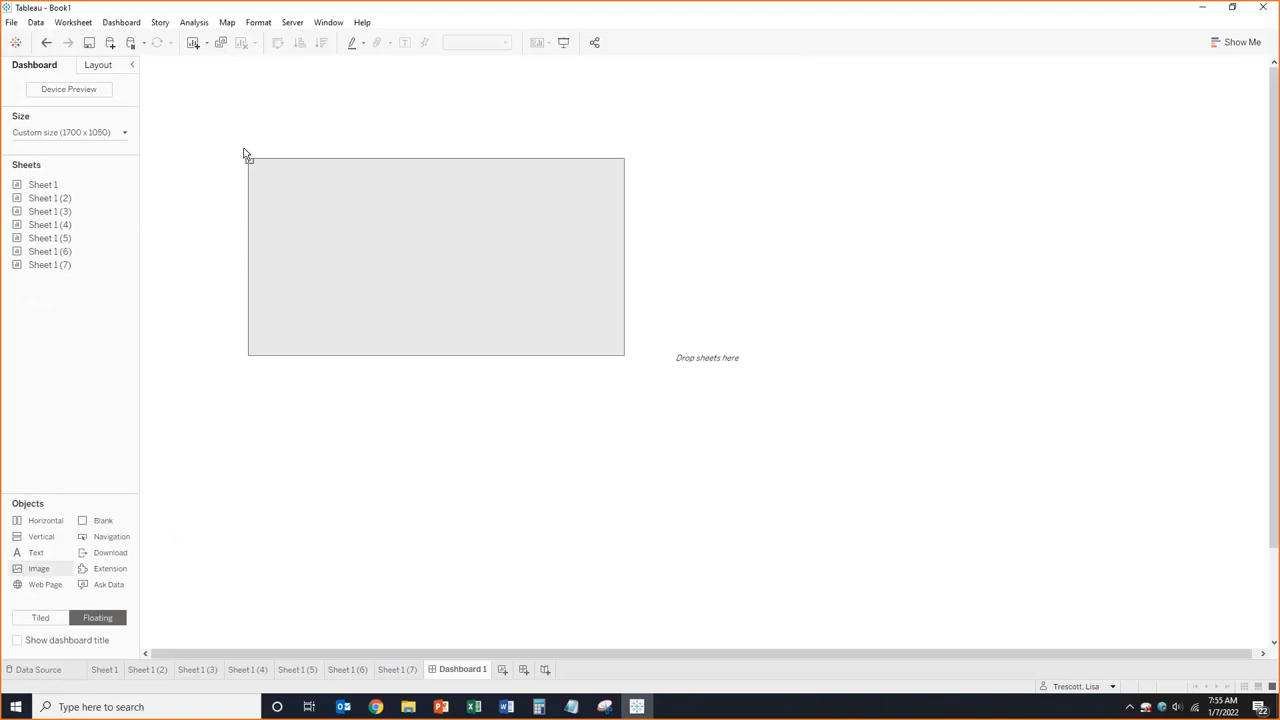 Tableau - Book1
File Data Worksheet Dashboard Story Analysis Map Format Server Window Help
Show Me
Dashboard Layout
Device Preview
Size
Custom size (1700 x 1050)
Sheets
Sheet 1
Sheet 1 (2)
Sheet 1 (3)
Sheet 1 (4)
Sheet 1 (5)
Sheet 1 (6)
Sheet 1 (7)
Drop sheets here
Objects
Horizontal Blank
Vertical Navigation
Text Download
Image Extension
Web Page Ask Data
Tiled Floating
Show dashboard title
Data Source Sheet 1 Sheet 1 (2) Sheet 1 (3) Sheet 1 (4) Sheet 1 (5) Sheet 1 (6) Sheet 1 (7) Dashboard 1
Trescott, Lisa
Type here to search
7:55 AM
1/7/2022
22